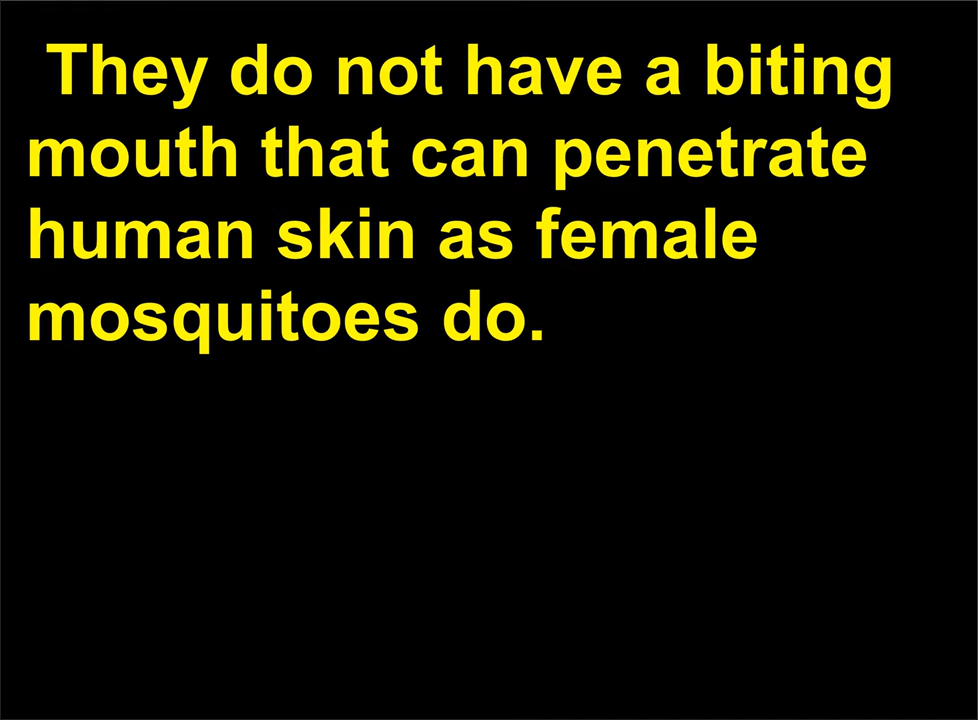 They do not have a biting
mouth that can penetrate
human skin as female
mosquitoes do.